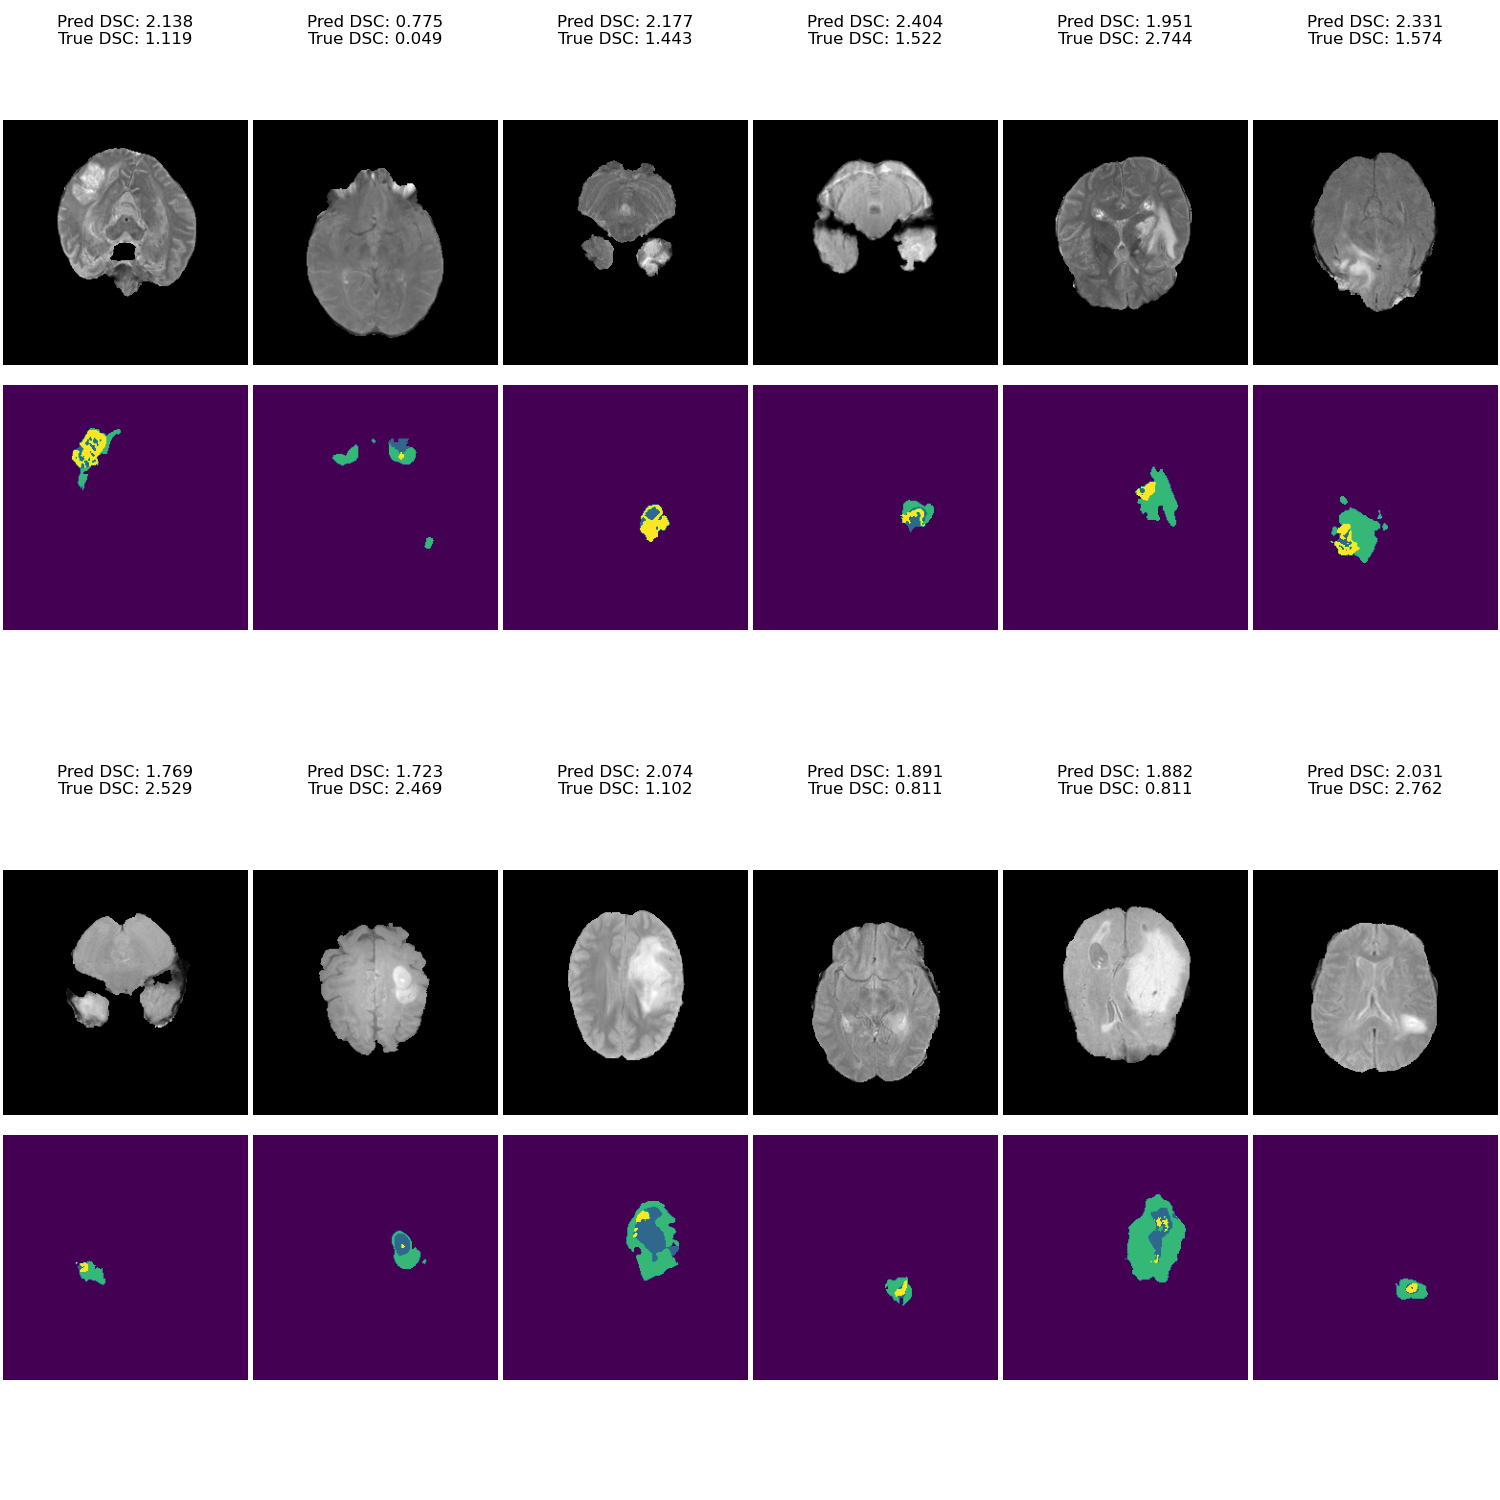 Pred DSC: 2.138
True DSC: 1.119
Pred DSC: 0.775
True DSC: 0.049
Pred DSC: 2.177
True DSC: 1.443
Pred DSC: 2.404
True DSC: 1.522
Pred DSC: 1.951
True DSC: 2.744
Pred DSC: 2.331
True DSC: 1.574
Pred DSC: 1.769
True DSC: 2.529
Pred DSC: 1.723
True DSC: 2.469
Pred DSC: 2.074
True DSC: 1.102
Pred DSC: 1.891
True DSC: 0.811
Pred DSC: 1.882
True DSC: 0.811
Pred DSC: 2.031
True DSC: 2.762